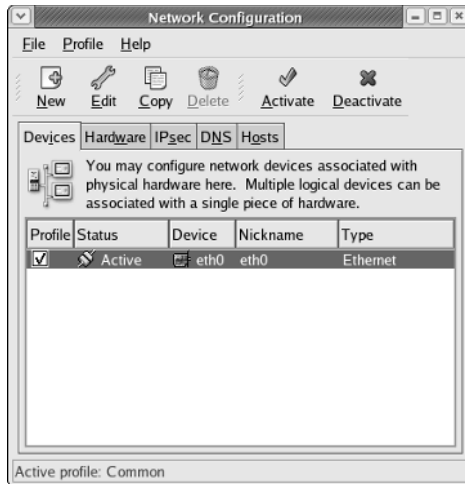 Network Configuration
File Profile Help
New Edit Copy Delete Activate Deactivate
Devices Hardware IPsec DNS Hosts
You may configure network devices associated with
physical hardware here. Multiple logical devices can be
associated with a single piece of hardware.
Profile Status Device Nickname Type
Active eth0 eth0 Ethernet
Active profile: Common